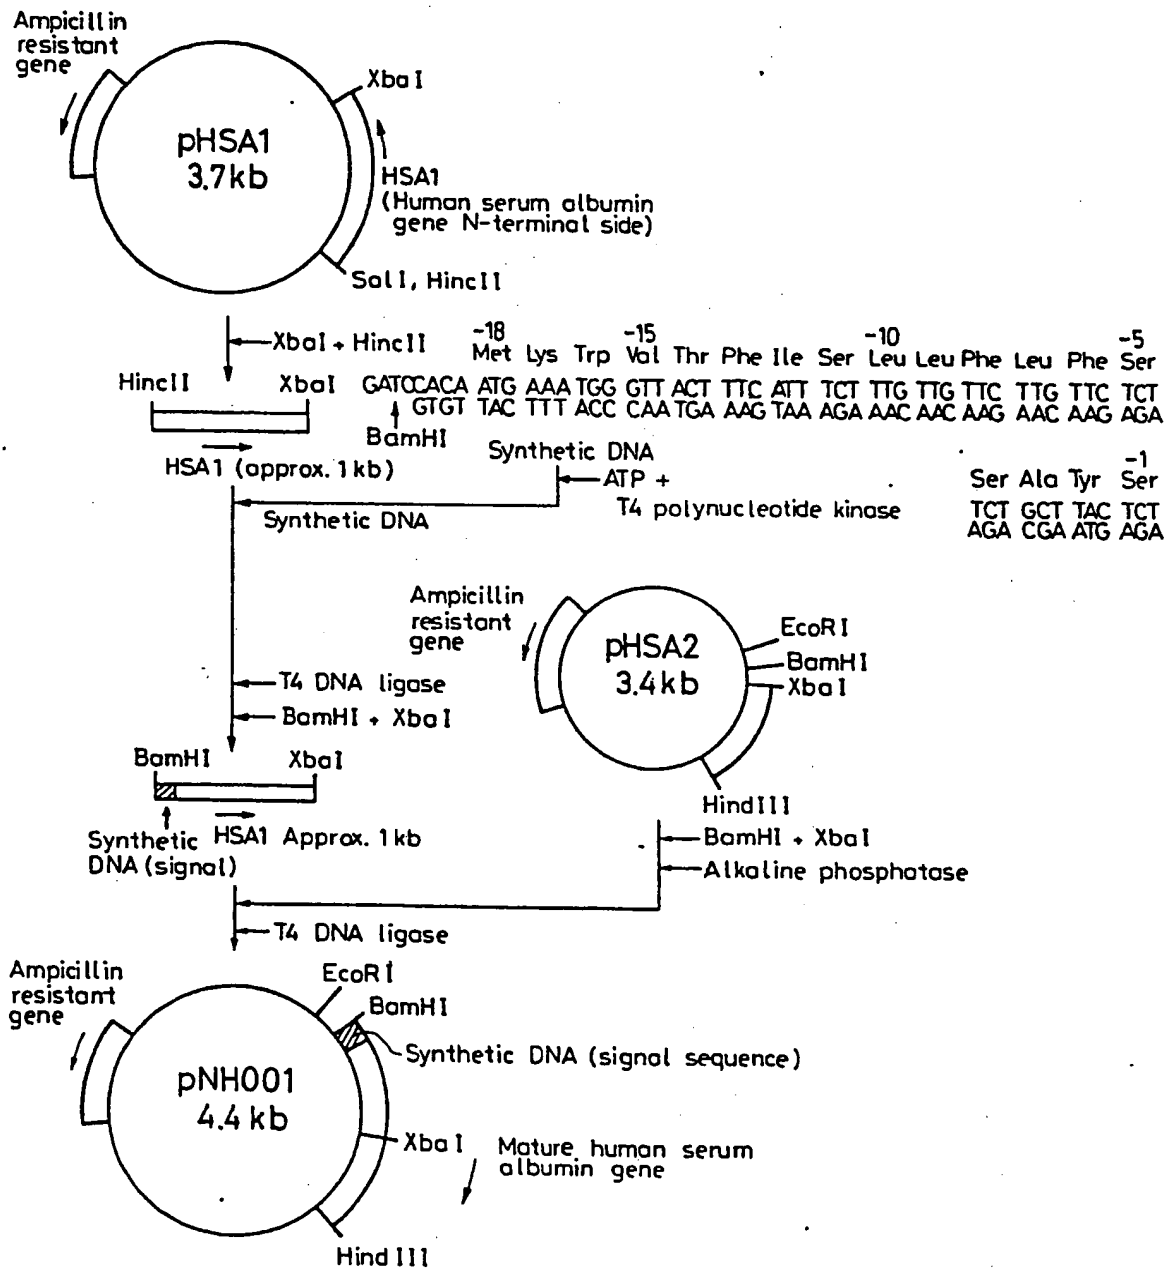 Ampicillin
resistant
gene
XbaI
pHSA1
3.7kb
HSA1
(Human serum albumin
gene N-terminal side)
SalI, HincII
XbaI + HincII
-18 -15 -10 -5
Met Lys Trp Val Thr Phe Ile Ser Leu Leu Phe Leu Phe Ser
HincII XbaI
GATCCACA ATG AAA TGG GTT ACT TTC ATT TCT TTG TTG TTC TTG TTC TCT
GTGT TAC TTT ACC CAA TGA AAG TAA AGA AAC AAC AAG AAC AAG AGA
BamHI
Synthetic DNA
HSA1 (approx. 1kb)
-1
Ser Ala Tyr Ser
TCT GCT TAC TCT
AGA CGA ATG AGA
ATP +
T4 polynucleotide kinase
Synthetic DNA
Ampicillin
resistant
gene
pHSA2
3.4kb
EcoRI
BamHI
XbaI
HindIII
T4 DNA ligase
BamHI + XbaI
BamHI XbaI
Synthetic
DNA (signal)
HSA1 Approx. 1kb
BamHI + XbaI
Alkaline phosphatase
T4 DNA ligase
Ampicillin
resistant
gene
EcoRI
BamHI
Synthetic DNA (signal sequence)
pNH001
4.4kb
XbaI
Mature human serum
albumin gene
HindIII